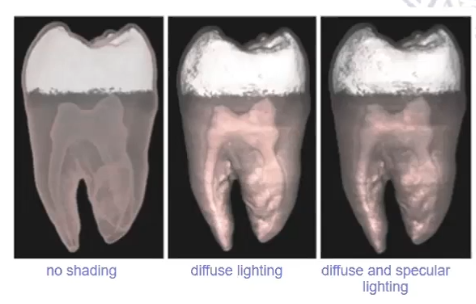 no shading
diffuse lighting
diffuse and specular
lighting